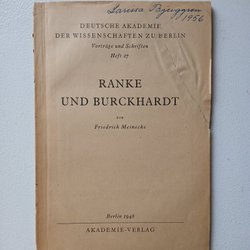 1956
DEUTSCHE AKADEMIE
DER WISSENSCHAFTEN ZU BERLIN
Vorträge und Schriften
Heft 27
RANKE
UND BURCKHARDT
von
Friedrich Meinecke
Berlin 1948
AKADEMIE-VERLAG